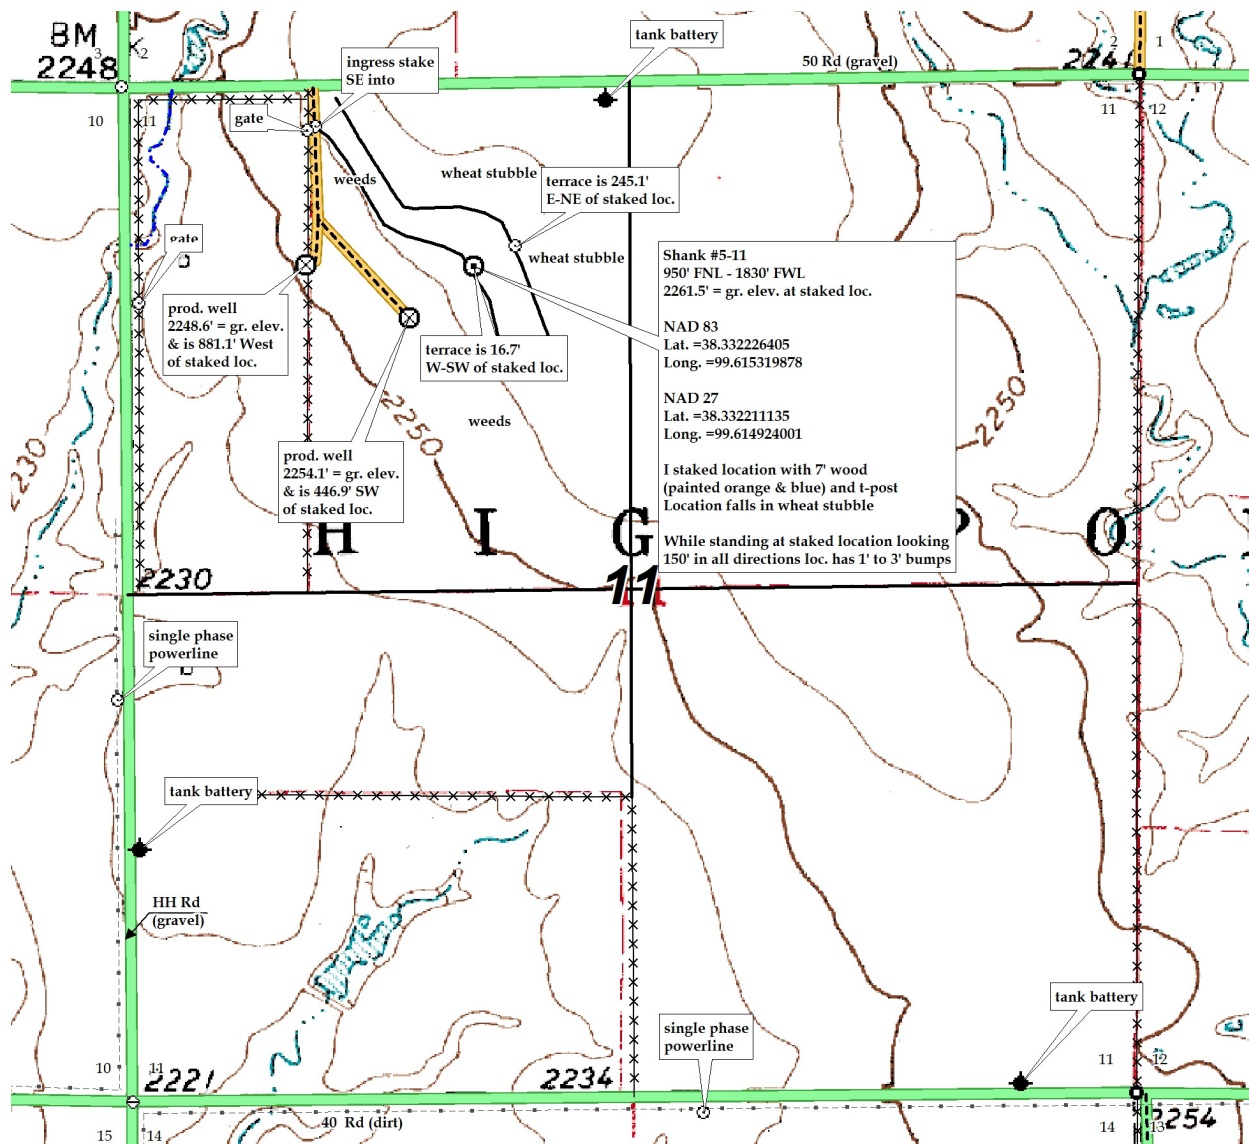 BM
3
2
2248
tank battery
50 Rd (gravel)
2
1
ingress stake
SE into
10
11
gate
11
12
weeds
wheat stubble
terrace is 245.1'
E-NE of staked loc.
gate
wheat stubble
Shank #5-11
950' FNL - 1830' FWL
2261.5' = gr. elev. at staked loc.
NAD 83
Lat. =38.332226405
Long. =99.615319878
NAD 27
Lat. =38.332211135
Long. =99.614924001
I staked location with 7' wood
(painted orange & blue) and t-post
Location falls in wheat stubble
While standing at staked location looking
150' in all directions loc. has 1' to 3' bumps
prod. well
2248.6' = gr. elev.
& is 881.1' West
of staked loc.
terrace is 16.7'
W-SW of staked loc.
2250
2250
weeds
2230
prod. well
2254.1' = gr. elev.
& is 446.9' SW
of staked loc.
H I G P O
11
2230
single phase
powerline
tank battery
HH Rd
(gravel)
tank battery
single phase
powerline
10
11
2221
2234
11
12
40 Rd (dirt)
2254
15
14
14
13